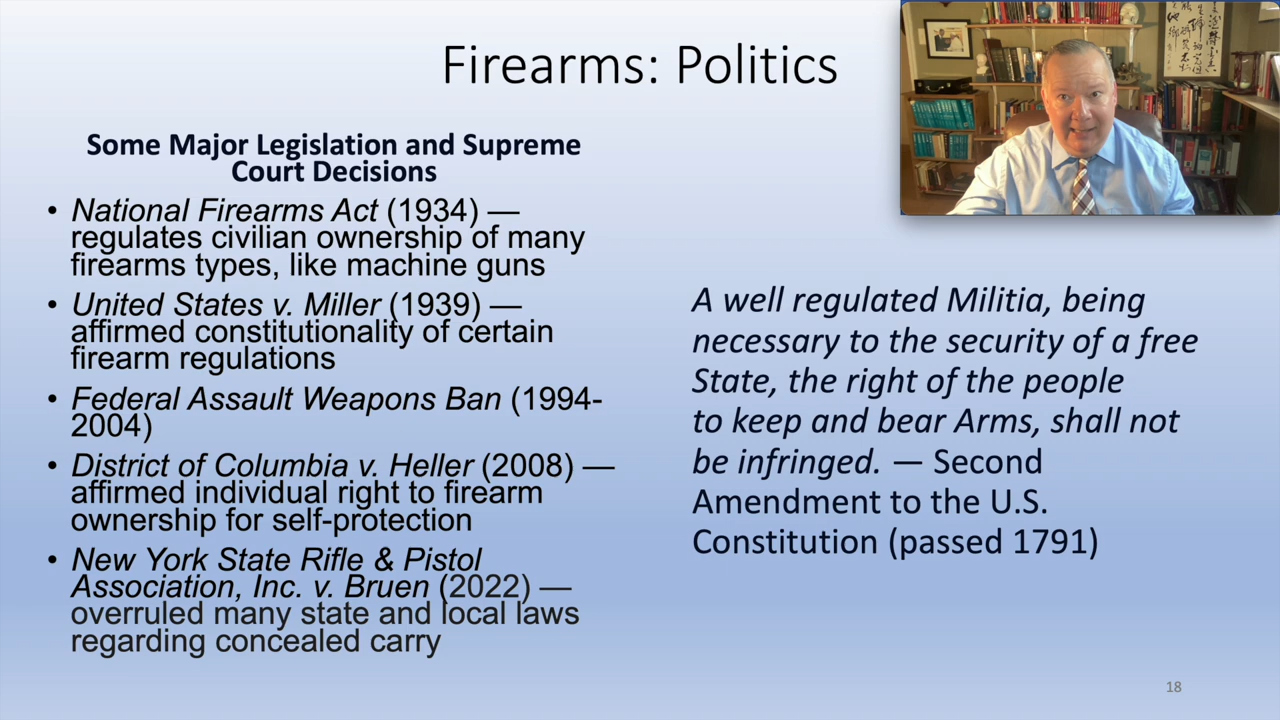 Firearms: Politics
Some Major Legislation and Supreme
Court Decisions
• National Firearms Act (1934) —
regulates civilian ownership of many
firearms types, like machine guns
• United States v. Miller (1939) —
affirmed constitutionality of certain
firearm regulations
• Federal Assault Weapons Ban (1994-
2004)
• District of Columbia v. Heller (2008) —
affirmed individual right to firearm
ownership for self-protection
• New York State Rifle & Pistol
Association, Inc. v. Bruen (2022) —
overruled many state and local laws
regarding concealed carry
A well regulated Militia, being
necessary to the security of a free
State, the right of the people
to keep and bear Arms, shall not
be infringed. — Second
Amendment to the U.S.
Constitution (passed 1791)
18